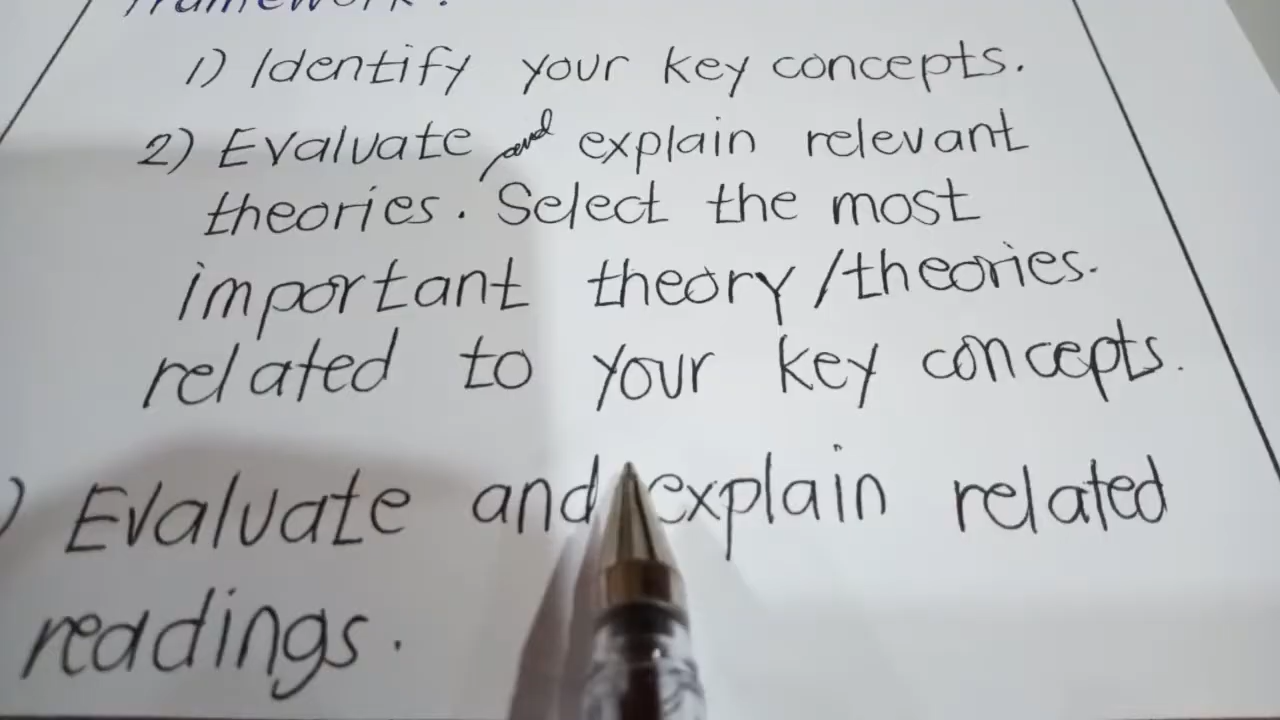 framework:
1) Identify your key concepts.
2) Evaluate and explain relevant
theories. Select the most
important theory/theories.
related to your key concepts.
) Evaluate and explain related
readings.